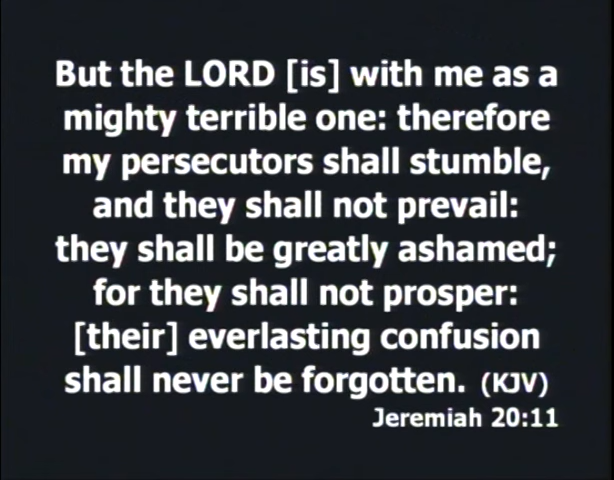 But the LORD [is] with me as a
mighty terrible one: therefore
my persecutors shall stumble,
and they shall not prevail:
they shall be greatly ashamed;
for they shall not prosper:
[their] everlasting confusion
shall never be forgotten. (KJV)
Jeremiah 20:11